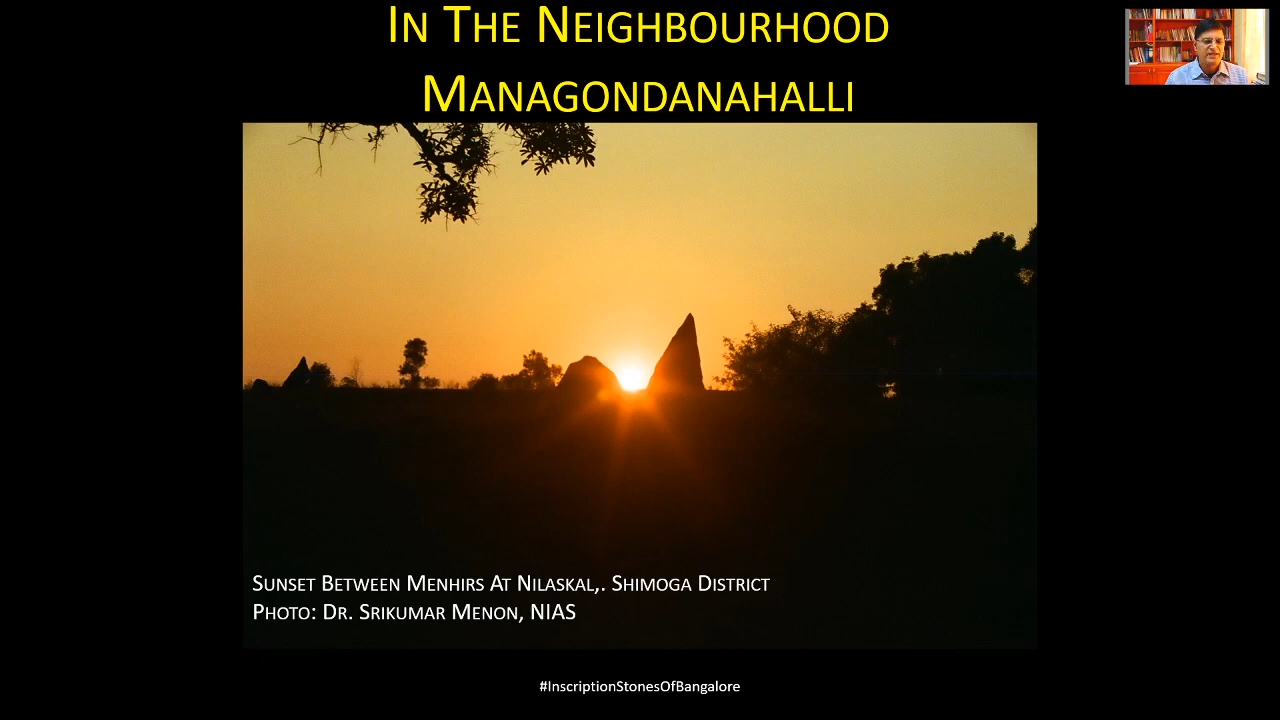 In The Neighbourhood
Managondanahalli
Sunset Between Menhirs At Nilaskal,. Shimoga District
Photo: Dr. Srikumar Menon, NIAS
#InscriptionStonesOfBangalore